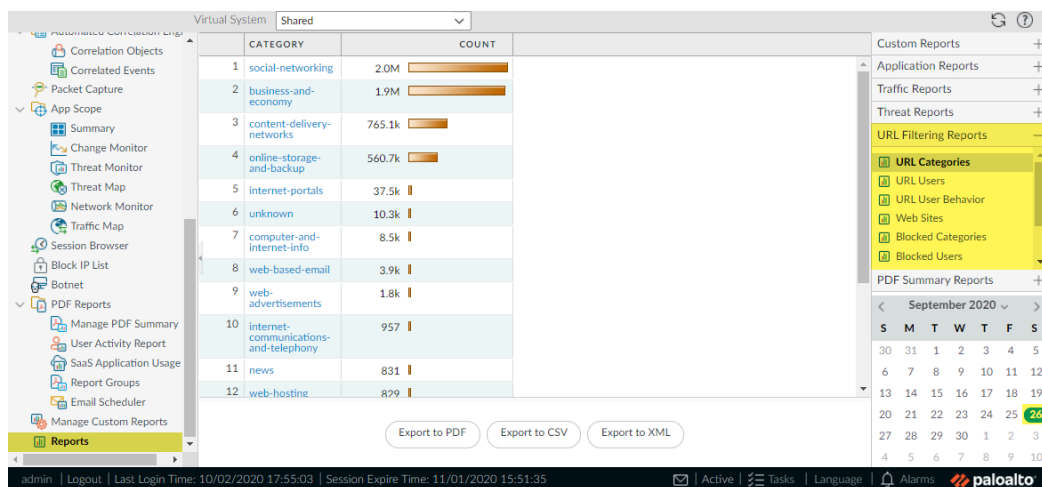 Virtual System Shared
Automated Correlation Engi
Correlation Objects
Correlated Events
Packet Capture
App Scope
Summary
Change Monitor
Threat Monitor
Threat Map
Network Monitor
Traffic Map
Session Browser
Block IP List
Botnet
PDF Reports
Manage PDF Summary
User Activity Report
SaaS Application Usage
Report Groups
Email Scheduler
Manage Custom Reports
Reports
CATEGORY COUNT
1 social-networking 2.0M
2 business-and-
economy 1.9M
3 content-delivery-
networks 765.1k
4 online-storage-
and-backup 560.7k
5 internet-portals 37.5k
6 unknown 10.3k
7 computer-and-
internet-info 8.5k
8 web-based-email 3.9k
9 web-
advertisements 1.8k
10 internet-
communications-
and-telephony 957
11 news 831
12 web-hosting 829
Export to PDF Export to CSV Export to XML
Custom Reports
Application Reports
Traffic Reports
Threat Reports
URL Filtering Reports
URL Categories
URL Users
URL User Behavior
Web Sites
Blocked Categories
Blocked Users
PDF Summary Reports
September 2020
S M T W T F S
30 31 1 2 3 4 5
6 7 8 9 10 11 12
13 14 15 16 17 18 19
20 21 22 23 24 25 26
27 28 29 30 1 2 3
4 5 6 7 8 9 10
admin | Logout | Last Login Time: 10/02/2020 17:55:03 | Session Expire Time: 11/01/2020 15:51:35
Active | Tasks | Language | Alarms paloalto